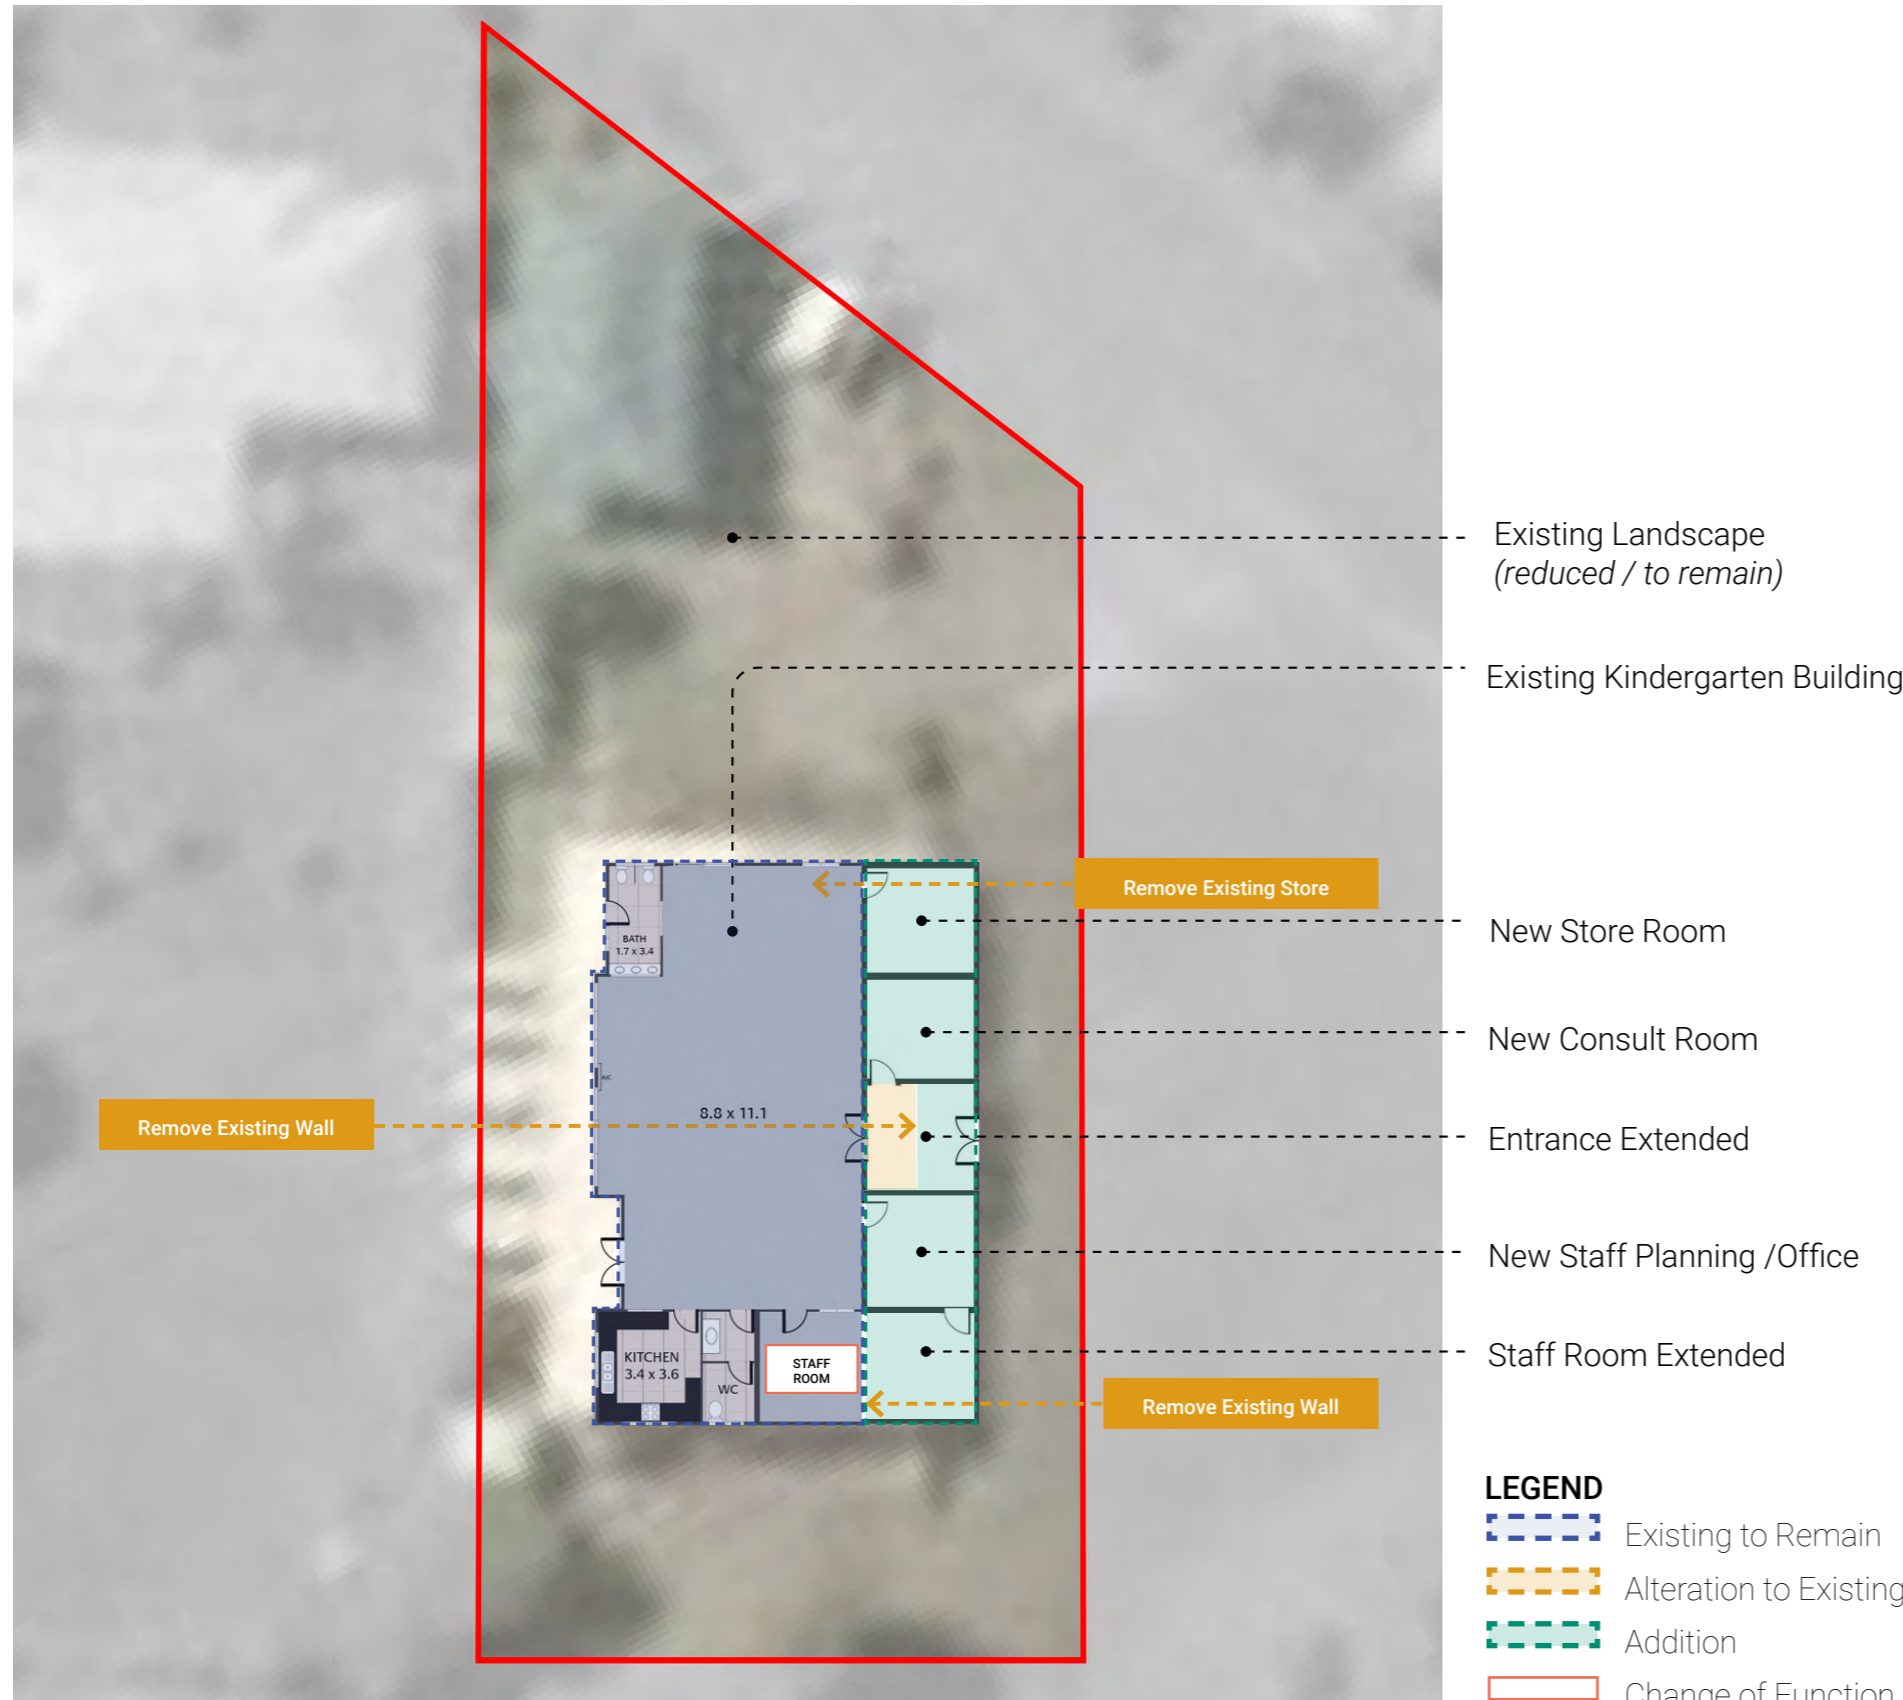 Existing Landscape
(reduced / to remain)
Existing Kindergarten Building
Remove Existing Store
New Store Room
BATH
1.7 x 3.4
New Consult Room
A/C
8.8 x 11.1
Remove Existing Wall
Entrance Extended
New Staff Planning /Office
KITCHEN
3.4 x 3.6
WC
STAFF
ROOM
Staff Room Extended
Remove Existing Wall
LEGEND
Existing to Remain
Alteration to Existing
Addition
Change of Function